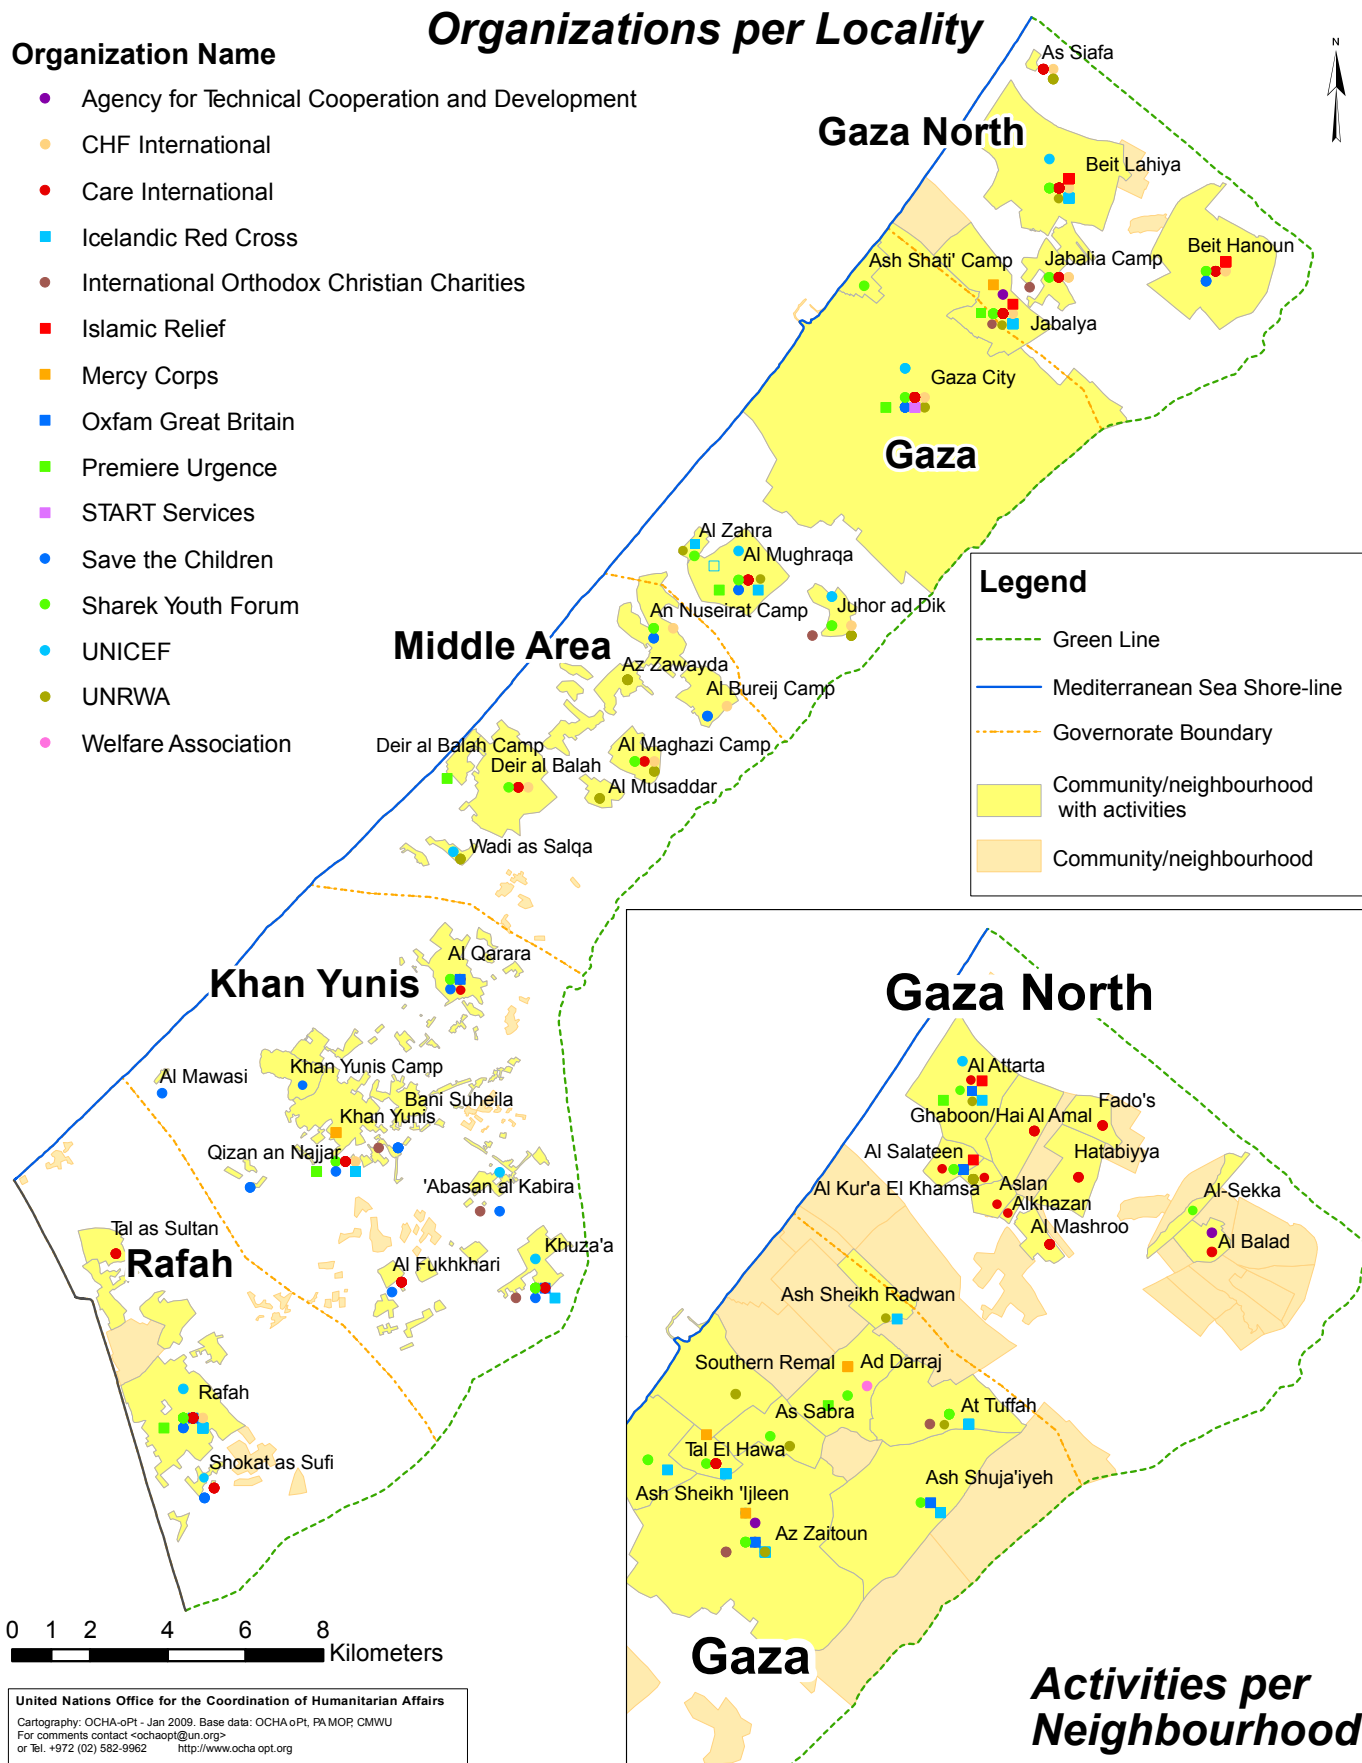 Organizations per Locality
Organization Name
Agency for Technical Cooperation and Development
CHF International
Care International
Icelandic Red Cross
International Orthodox Christian Charities
Islamic Relief
Mercy Corps
Oxfam Great Britain
Premiere Urgence
START Services
Save the Children
Sharek Youth Forum
UNICEF
UNRWA
Welfare Association
N
As Siafa
Gaza North
Beit Lahiya
Beit Hanoun
Ash Shati' Camp
Jabalia Camp
Jabalya
Gaza City
Gaza
Al Zahra
Al Mughraqa
An Nuseirat Camp
Juhor ad Dik
Middle Area
Az Zawayda
Al Bureij Camp
Deir al Balah Camp
Al Maghazi Camp
Deir al Balah
Al Musaddar
Wadi as Salqa
Legend
Green Line
Mediterranean Sea Shore-line
Governorate Boundary
Community/neighbourhood
with activities
Community/neighbourhood
Al Qarara
Khan Yunis
Al Mawasi
Khan Yunis Camp
Bani Suheila
Khan Yunis
Qizan an Najjar
'Abasan al Kabira
Tal as Sultan
Rafah
Khuza'a
Al Fukhkhari
Rafah
Shokat as Sufi
Gaza North
Al Attarta
Fado's
Ghaboon/Hai Al Amal
Al Salateen
Hatabiyya
Al Kur'a El Khamsa
Aslan
Al-Sekka
Alkhazan
Al Mashroo
Al Balad
Ash Sheikh Radwan
Southern Remal
Ad Darraj
As Sabra
At Tuffah
Tal El Hawa
Ash Shuja'iyeh
Ash Sheikh 'Ijleen
Az Zaitoun
Gaza
Activities per
Neighbourhood
0 1 2 4 6 8
Kilometers
United Nations Office for the Coordination of Humanitarian Affairs
Cartography: OCHA-oPt - Jan 2009. Base data: OCHA oPt, PA MOP, CMWU
For comments contact <ochaopt@un.org>
or Tel. +972 (02) 582-9962 http://www.ocha opt.org